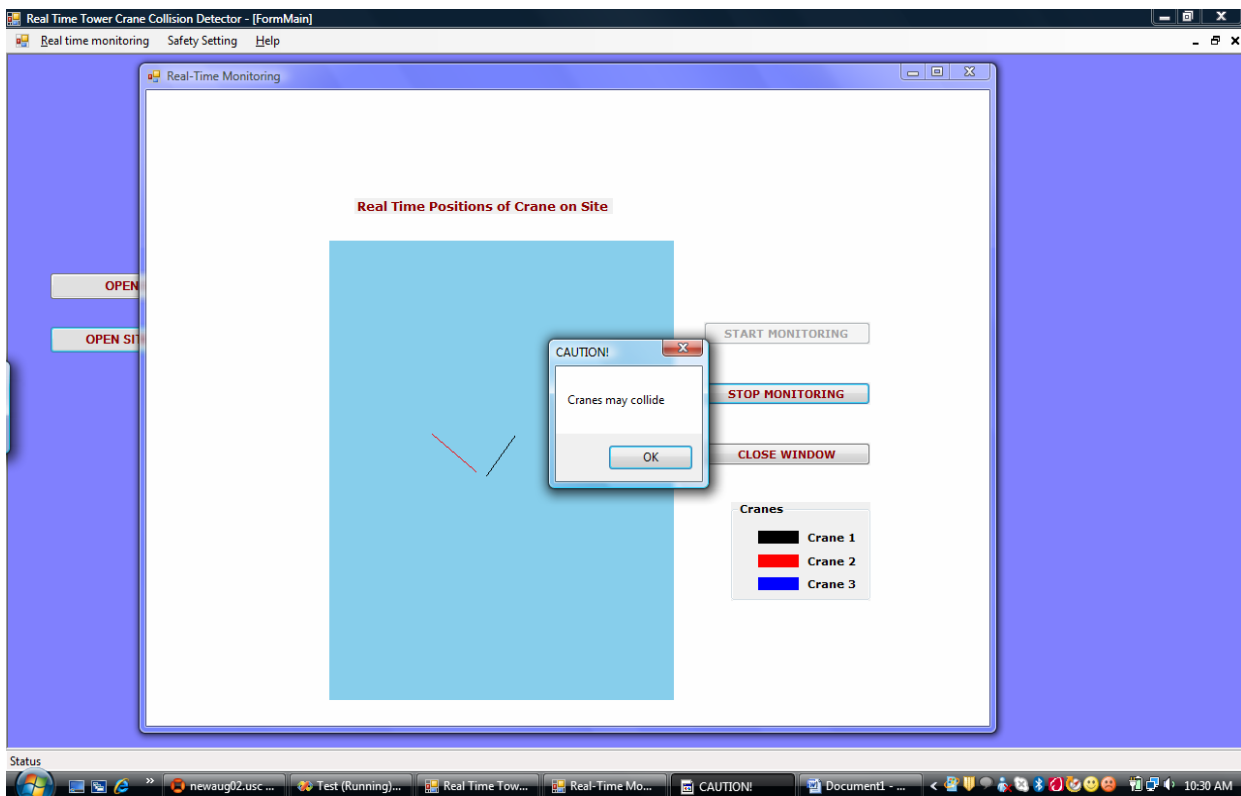 Real Time Tower Crane Collision Detector - [FormMain]
Real time monitoring Safety Setting Help
Real-Time Monitoring
Real Time Positions of Crane on Site
OPEN
OPEN SIT
START MONITORING
CAUTION!
Cranes may collide
OK
STOP MONITORING
CLOSE WINDOW
Cranes
Crane 1
Crane 2
Crane 3
Status
newaug02.usc ... Test (Running)... Real Time Tow... Real-Time Mo... CAUTION! Document1 - ... 10:30 AM